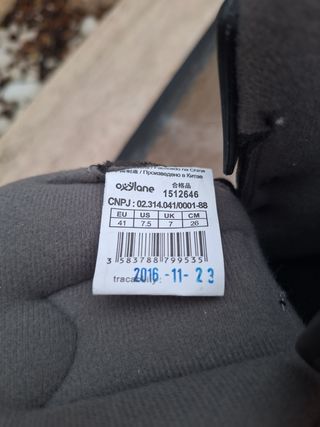 / Произведено в Китае
oxylane 合格品
1512646
CNPJ : 02.314.041/0001-88
EU US UK CM
41 7.5 7 26
3 583788 799535
2016-11-23
tracability: